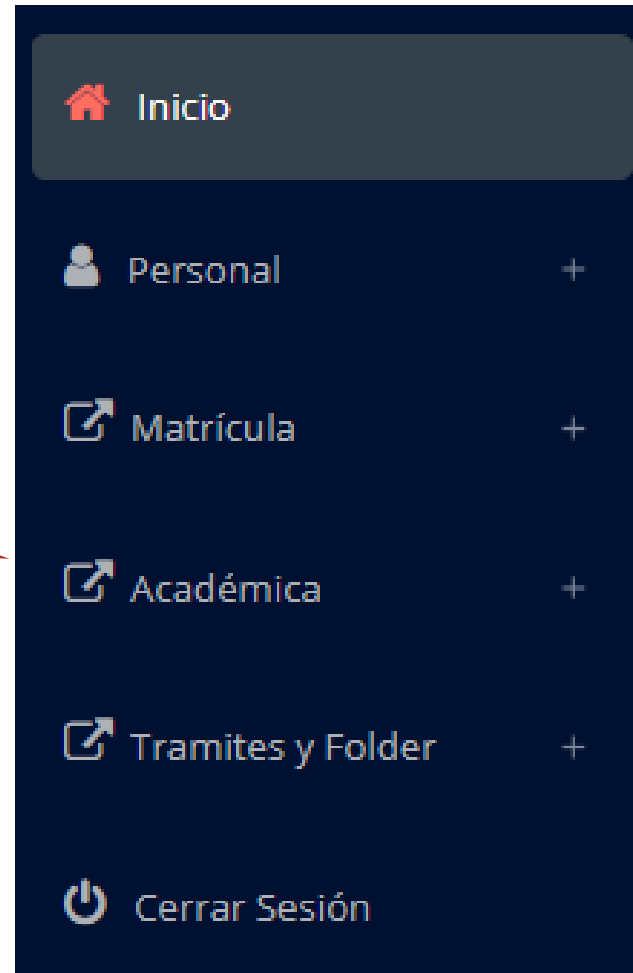 Inicio
Personal +
Matrícula +
Académica +
Tramites y Folder +
Cerrar Sesión